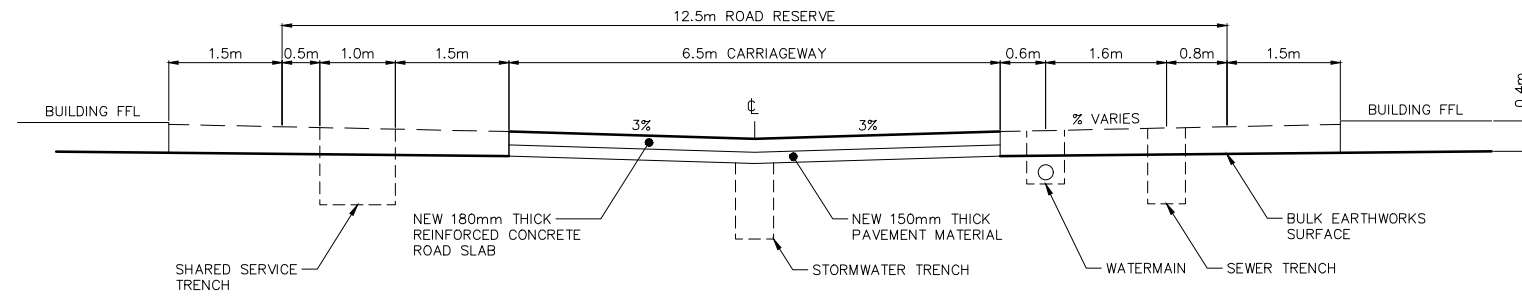 12.5m ROAD RESERVE
1.5m
0.5m
1.0m
1.5m
6.5m CARRIAGEWAY
0.6m
1.6m
0.8m
1.5m
0.4m
BUILDING FFL
3%
℄
3%
% VARIES
BUILDING FFL
NEW 180mm THICK
REINFORCED CONCRETE
ROAD SLAB
NEW 150mm THICK
PAVEMENT MATERIAL
BULK EARTHWORKS
SURFACE
SHARED SERVICE
TRENCH
STORMWATER TRENCH
WATERMAIN
SEWER TRENCH